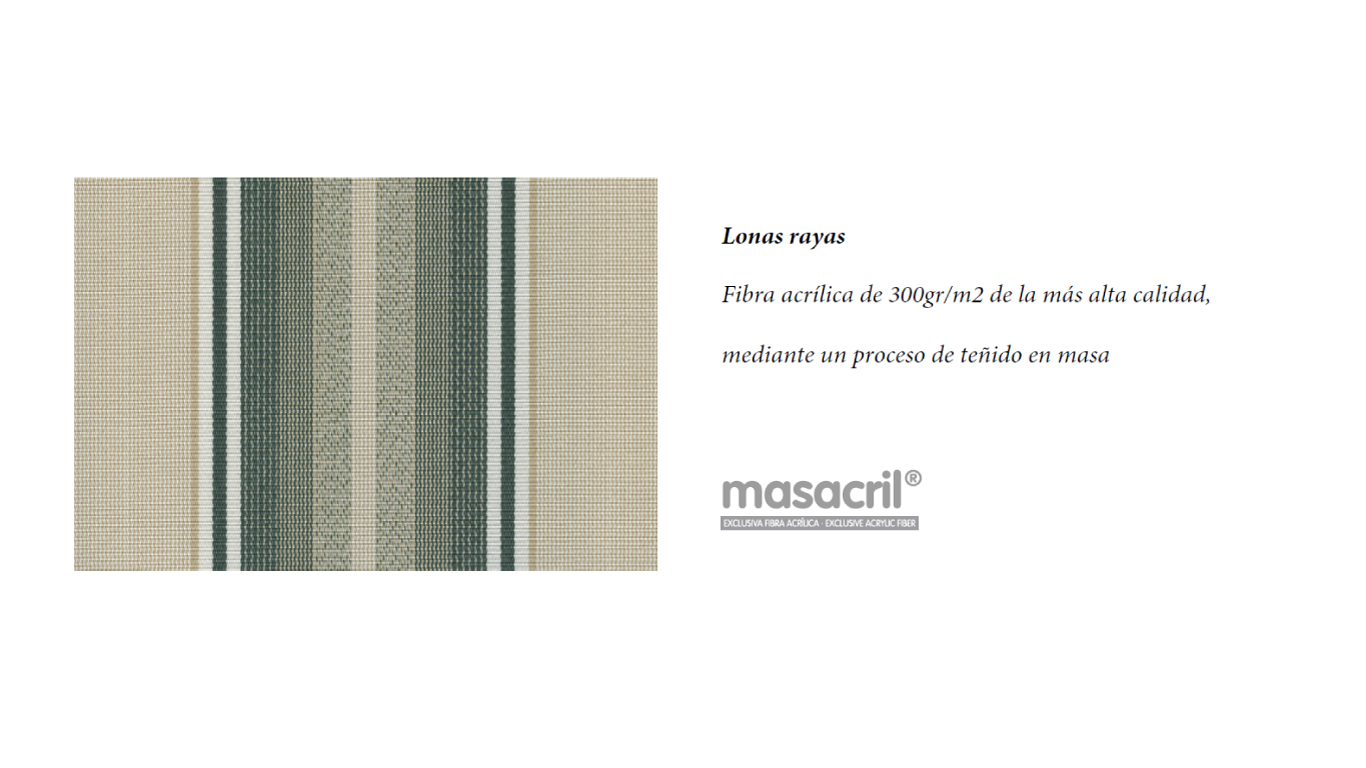 Lonas rayas
Fibra acrílica de 300gr/m2 de la más alta calidad,
mediante un proceso de teñido en masa
masacril®
EXCLUSIVA FIBRA ACRÍLICA · EXCLUSIVE ACRYLIC FIBER